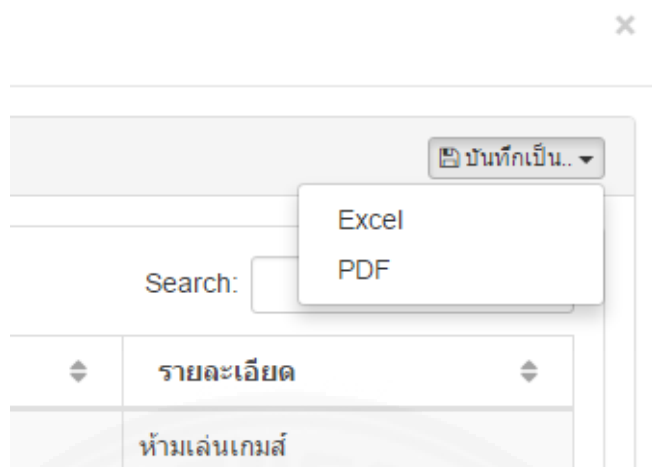 บันทึกเป็น..
Excel
PDF
Search:
รายละเอียด
ห้ามเล่นเกมส์